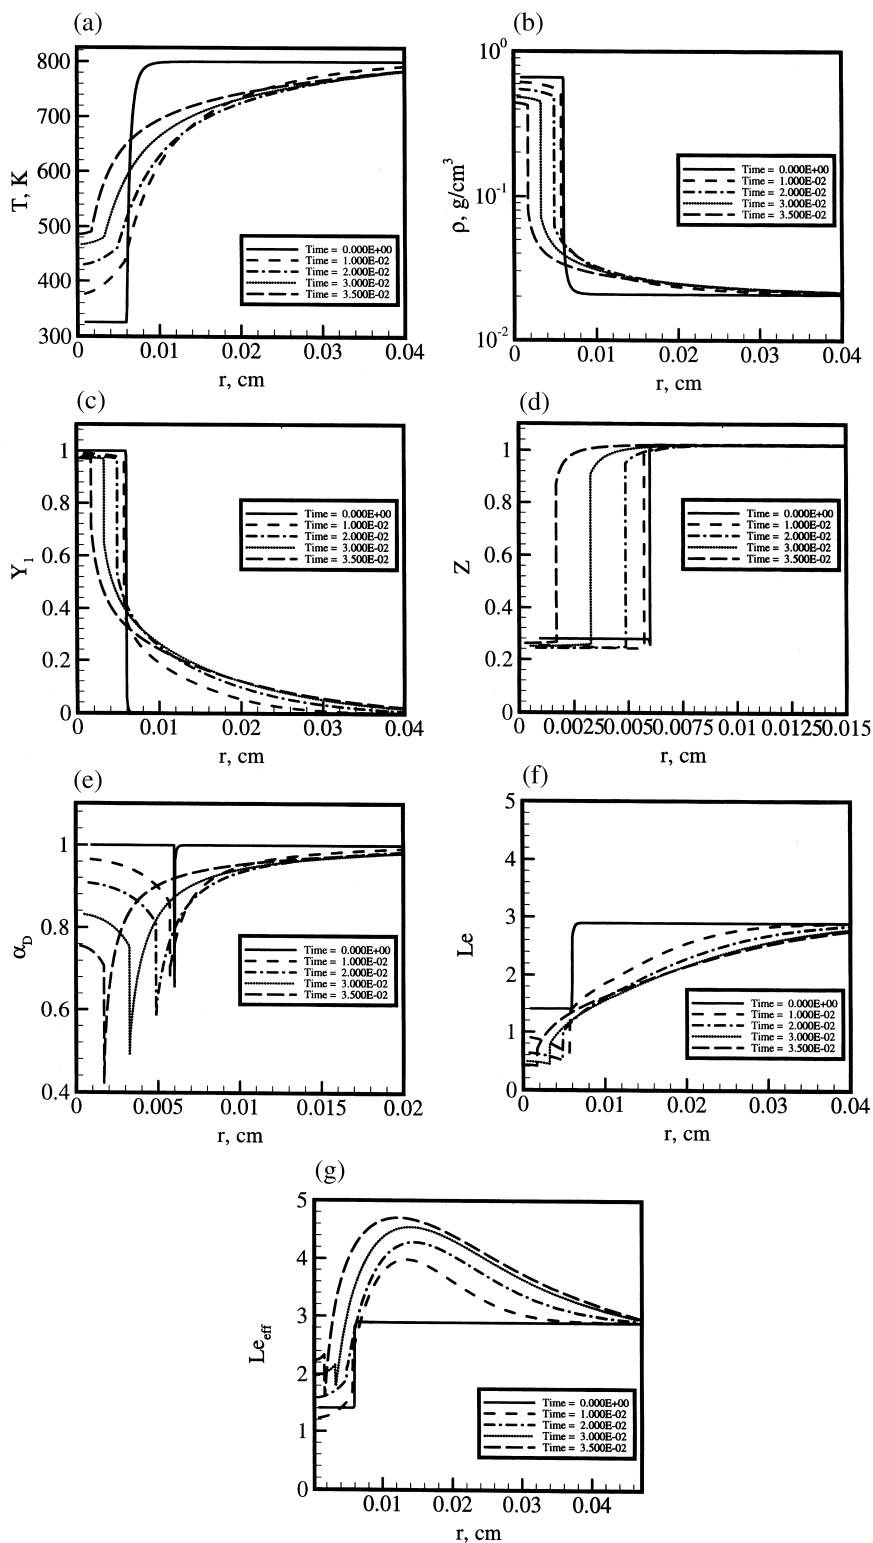 (a)
T, K
800
700
600
500
400
300
0
0.01
0.02
0.03
0.04
r, cm
Time = 0.000E+00
Time = 1.000E-02
Time = 2.000E-02
Time = 3.000E-02
Time = 3.500E-02
(b)
ρ, g/cm³
10⁰
10⁻¹
10⁻²
0
0.01
0.02
0.03
0.04
r, cm
Time = 0.000E+00
Time = 1.000E-02
Time = 2.000E-02
Time = 3.000E-02
Time = 3.500E-02
(c)
Y₁
1
0.8
0.6
0.4
0.2
0
0
0.01
0.02
0.03
0.04
r, cm
Time = 0.000E+00
Time = 1.000E-02
Time = 2.000E-02
Time = 3.000E-02
Time = 3.500E-02
(d)
Z
1
0.8
0.6
0.4
0.2
0
0
0.0025
0.005
0.0075
0.01
0.0125
0.015
r, cm
Time = 0.000E+00
Time = 1.000E-02
Time = 2.000E-02
Time = 3.000E-02
Time = 3.500E-02
(e)
α_D
1
0.8
0.6
0.4
0
0.005
0.01
0.015
0.02
r, cm
Time = 0.000E+00
Time = 1.000E-02
Time = 2.000E-02
Time = 3.000E-02
Time = 3.500E-02
(f)
Le
5
4
3
2
1
0
0
0.01
0.02
0.03
0.04
r, cm
Time = 0.000E+00
Time = 1.000E-02
Time = 2.000E-02
Time = 3.000E-02
Time = 3.500E-02
(g)
Le_eff
5
4
3
2
1
0
0.01
0.02
0.03
0.04
r, cm
Time = 0.000E+00
Time = 1.000E-02
Time = 2.000E-02
Time = 3.000E-02
Time = 3.500E-02